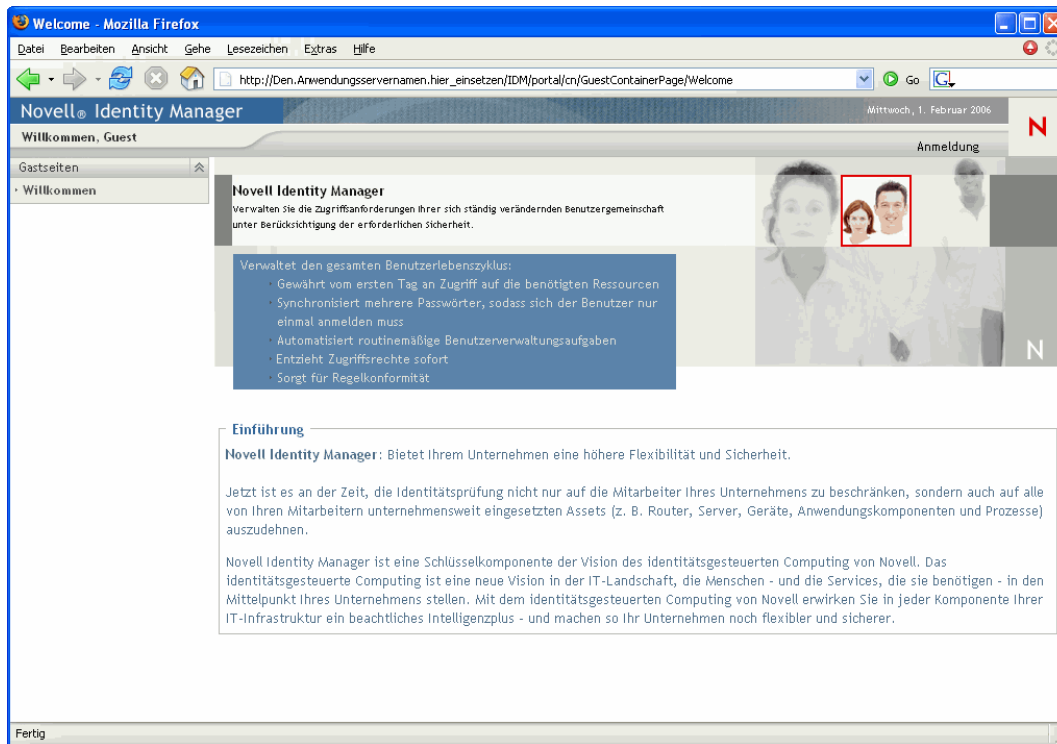 Welcome - Mozilla Firefox
Datei Bearbeiten Ansicht Gehe Lesezeichen Extras Hilfe
http://Den.Anwendungsservernamen.hier_einsetzen/IDM/portal/cn/GuestContainerPage/Welcome
Go
G
Novell® Identity Manager
Mittwoch, 1. Februar 2006
N
Willkommen, Guest
Anmeldung
Gastseiten
Willkommen
Novell Identity Manager
Verwalten Sie die Zugriffsanforderungen Ihrer sich ständig verändernden Benutzergemeinschaft
unter Berücksichtigung der erforderlichen Sicherheit.
Verwaltet den gesamten Benutzerlebenszyklus:
· Gewährt vom ersten Tag an Zugriff auf die benötigten Ressourcen
· Synchronisiert mehrere Passwörter, sodass sich der Benutzer nur
einmal anmelden muss
· Automatisiert routinemäßige Benutzerverwaltungsaufgaben
· Entzieht Zugriffsrechte sofort
· Sorgt für Regelkonformität
N
Einführung
Novell Identity Manager: Bietet Ihrem Unternehmen eine höhere Flexibilität und Sicherheit.
Jetzt ist es an der Zeit, die Identitätsprüfung nicht nur auf die Mitarbeiter Ihres Unternehmens zu beschränken, sondern auch auf alle
von Ihren Mitarbeitern unternehmensweit eingesetzten Assets (z. B. Router, Server, Geräte, Anwendungskomponenten und Prozesse)
auszudehnen.
Novell Identity Manager ist eine Schlüsselkomponente der Vision des identitätsgesteuerten Computing von Novell. Das
identitätsgesteuerte Computing ist eine neue Vision in der IT-Landschaft, die Menschen - und die Services, die sie benötigen - in den
Mittelpunkt Ihres Unternehmens stellen. Mit dem identitätsgesteuerten Computing von Novell erwirken Sie in jeder Komponente Ihrer
IT-Infrastruktur ein beachtliches Intelligenzplus - und machen so Ihr Unternehmen noch flexibler und sicherer.
Fertig